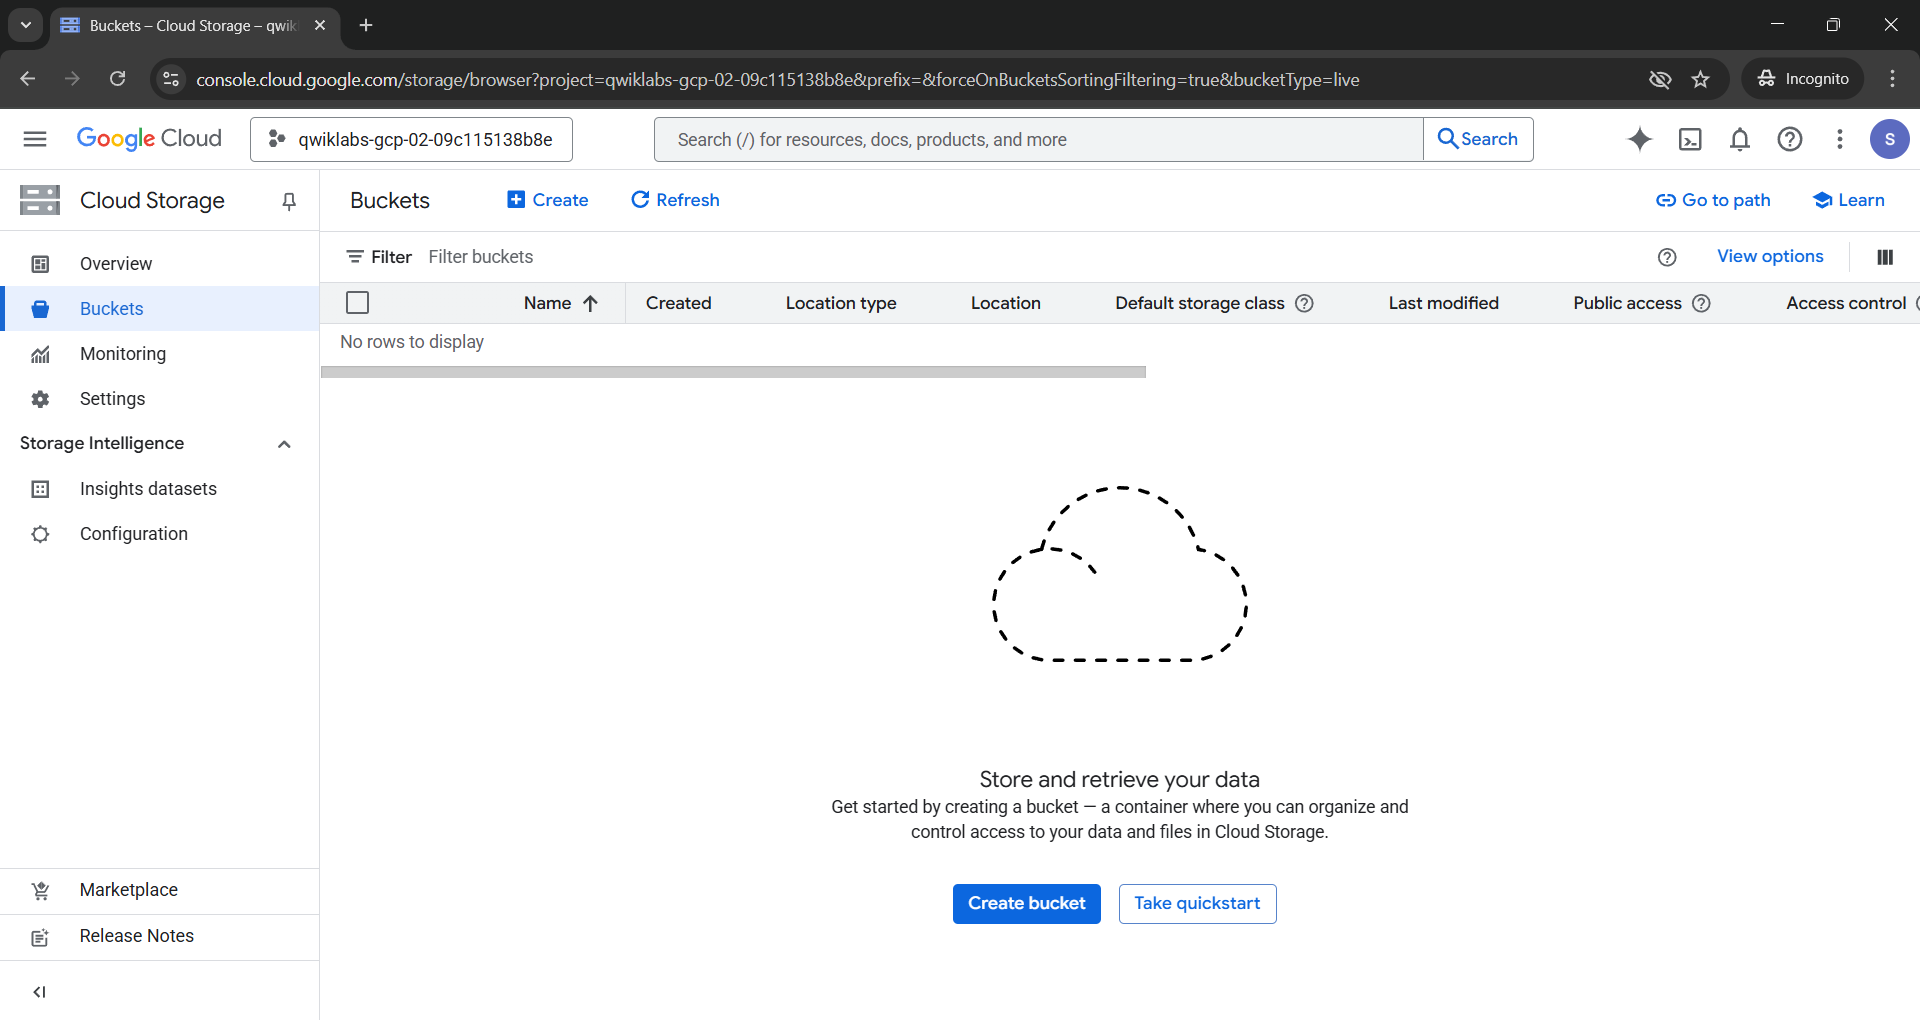 Buckets – Cloud Storage – qwik
console.cloud.google.com/storage/browser?project=qwiklabs-gcp-02-09c115138b8e&prefix=&forceOnBucketsSortingFiltering=true&bucketType=live
Incognito
Google Cloud
qwiklabs-gcp-02-09c115138b8e
Search (/) for resources, docs, products, and more
Search
S
Cloud Storage
Buckets
Create
Refresh
Go to path
Learn
Overview
Buckets
Monitoring
Settings
Storage Intelligence
Insights datasets
Configuration
Filter
Filter buckets
View options
Name
Created
Location type
Location
Default storage class
Last modified
Public access
Access control
No rows to display
Store and retrieve your data
Get started by creating a bucket — a container where you can organize and
control access to your data and files in Cloud Storage.
Create bucket
Take quickstart
Marketplace
Release Notes